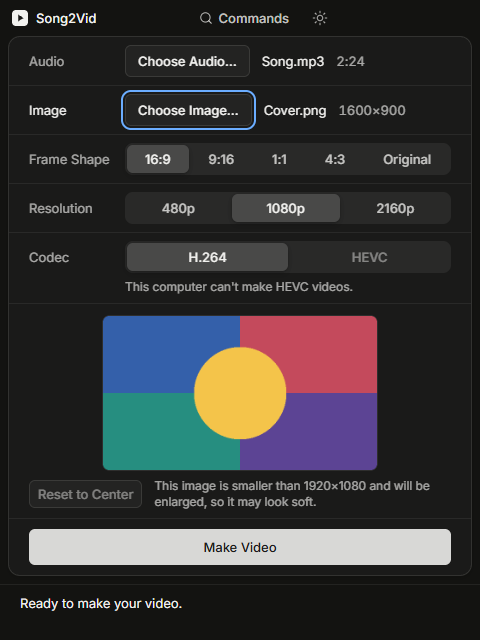 Song2Vid
Commands
Audio
Choose Audio...
Song.mp3
2:24
Image
Choose Image...
Cover.png
1600×900
Frame Shape
16:9
9:16
1:1
4:3
Original
Resolution
480p
1080p
2160p
Codec
H.264
HEVC
This computer can't make HEVC videos.
Reset to Center
This image is smaller than 1920×1080 and will be
enlarged, so it may look soft.
Make Video
Ready to make your video.